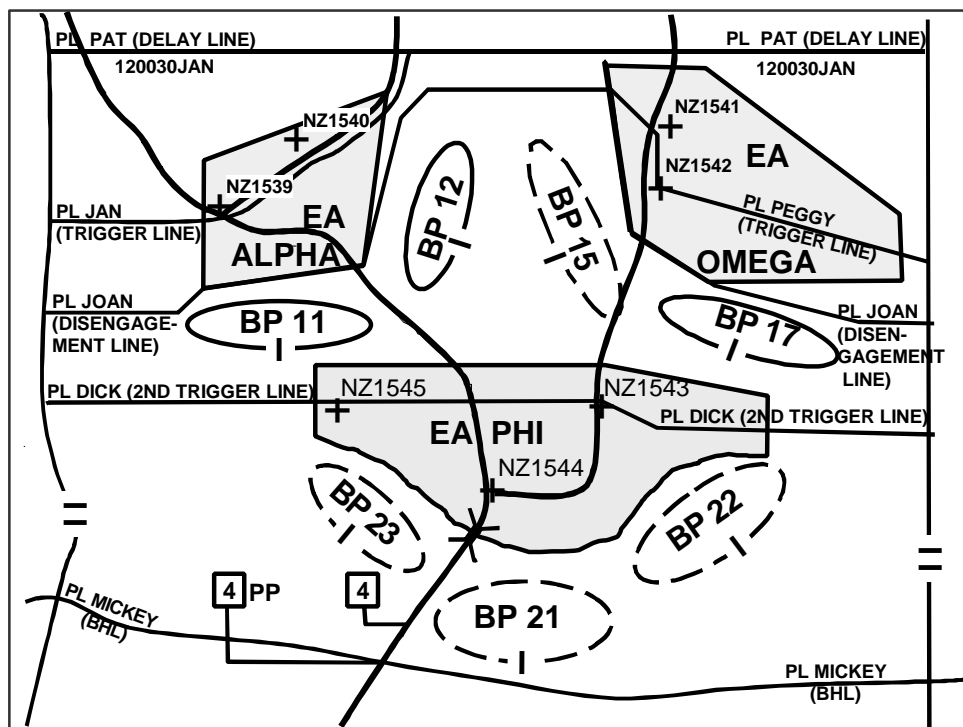 PL PAT (DELAY LINE)
120030JAN
PL PAT (DELAY LINE)
120030JAN
NZ1540
NZ1541
EA
NZ1539
NZ1542
BP 12
I
BP 15
I
PL JAN
(TRIGGER LINE)
EA
ALPHA
PL PEGGY
(TRIGGER LINE)
OMEGA
PL JOAN
(DISENGAGE-
MENT LINE)
BP 11
I
BP 17
I
PL JOAN
(DISEN-
GAGEMENT
LINE)
PL DICK (2ND TRIGGER LINE)
NZ1545
NZ1543
PL DICK (2ND TRIGGER LINE)
EA PHI
NZ1544
BP 23
I
BP 22
I
II
II
4 PP
4
PL MICKEY
(BHL)
BP 21
I
PL MICKEY
(BHL)